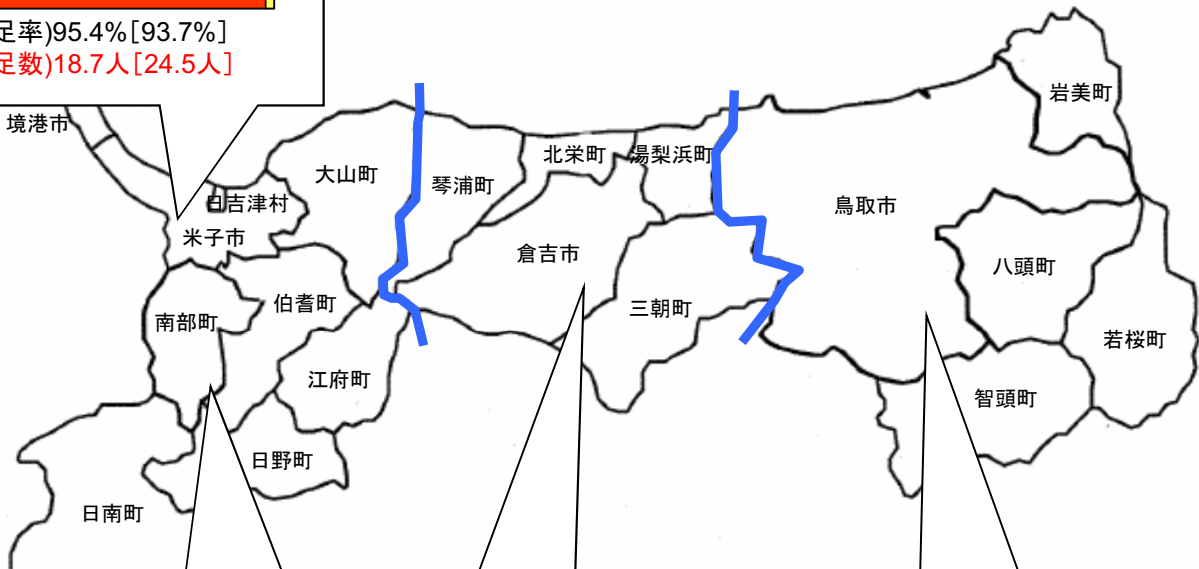 足率)95.4%[93.7%]
足数)18.7人[24.5人]
岩美町
境港市
北栄町
湯梨浜町
大山町
琴浦町
日吉津村
鳥取市
米子市
倉吉市
八頭町
伯耆町
三朝町
南部町
若桜町
江府町
智頭町
日野町
日南町